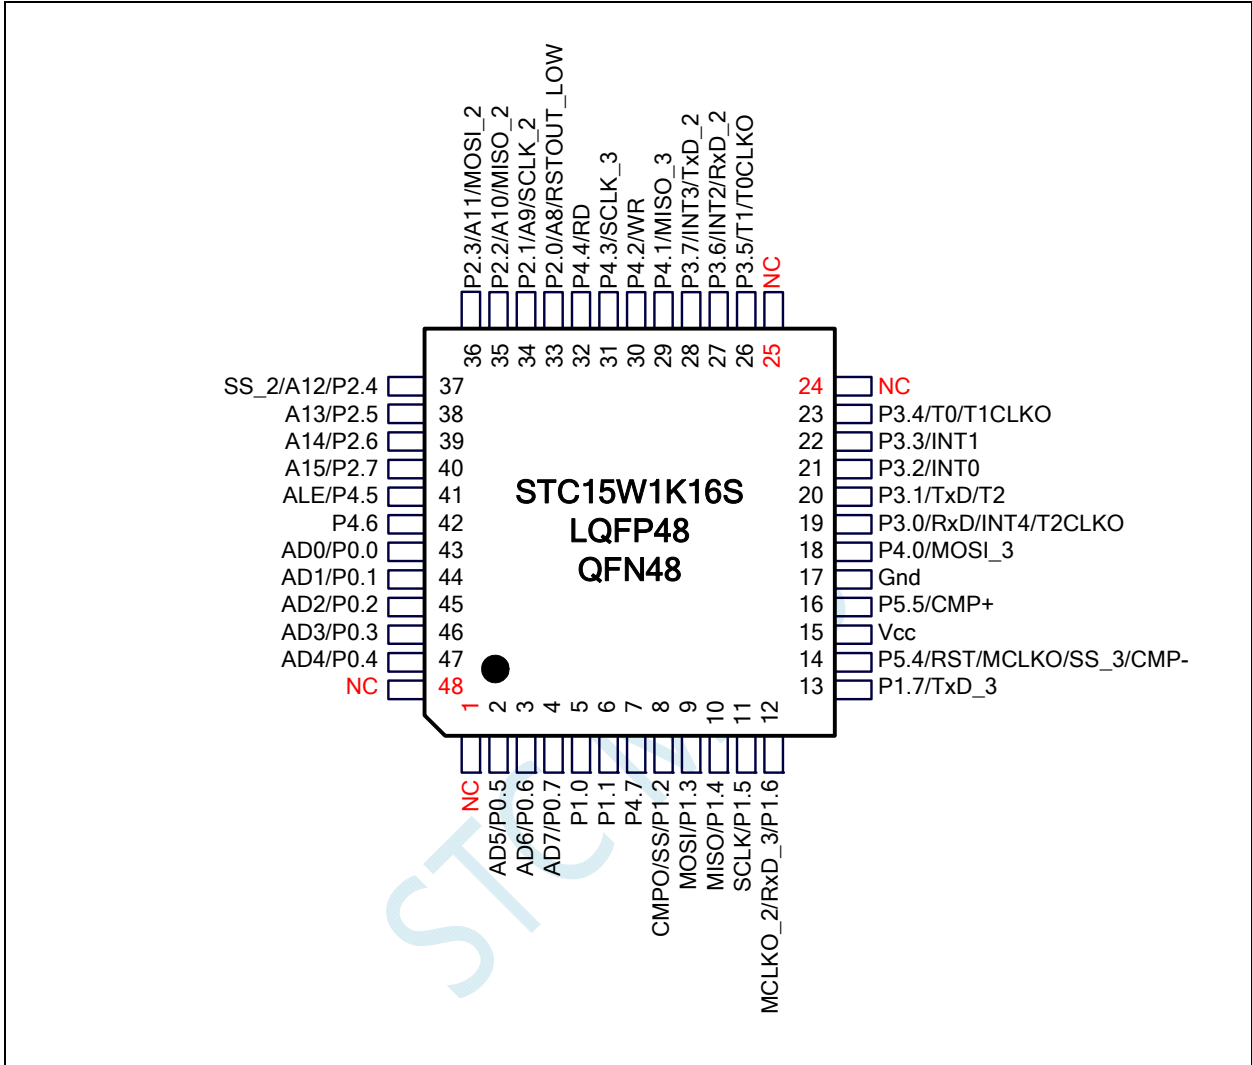 P2.3/A11/MOSI_2
P2.2/A10/MISO_2
P2.1/A9/SCLK_2
P2.0/A8/RSTOUT_LOW
P4.4/RD
P4.3/SCLK_3
P4.2/WR
P4.1/MISO_3
P3.7/INT3/TxD_2
P3.6/INT2/RxD_2
P3.5/T1/T0CLKO
NC
36 35 34 33 32 31 30 29 28 27 26 25
SS_2/A12/P2.4 37
A13/P2.5 38
A14/P2.6 39
A15/P2.7 40
ALE/P4.5 41
P4.6 42
AD0/P0.0 43
AD1/P0.1 44
AD2/P0.2 45
AD3/P0.3 46
AD4/P0.4 47
NC 48
STC15W1K16S
LQFP48
QFN48
24 NC
23 P3.4/T0/T1CLKO
22 P3.3/INT1
21 P3.2/INT0
20 P3.1/TxD/T2
19 P3.0/RxD/INT4/T2CLKO
18 P4.0/MOSI_3
17 Gnd
16 P5.5/CMP+
15 Vcc
14 P5.4/RST/MCLKO/SS_3/CMP-
13 P1.7/TxD_3
1 2 3 4 5 6 7 8 9 10 11 12
NC
AD5/P0.5
AD6/P0.6
AD7/P0.7
P1.0
P1.1
P4.7
CMPO/SS/P1.2
MOSI/P1.3
MISO/P1.4
SCLK/P1.5
MCLKO_2/RxD_3/P1.6
STC M